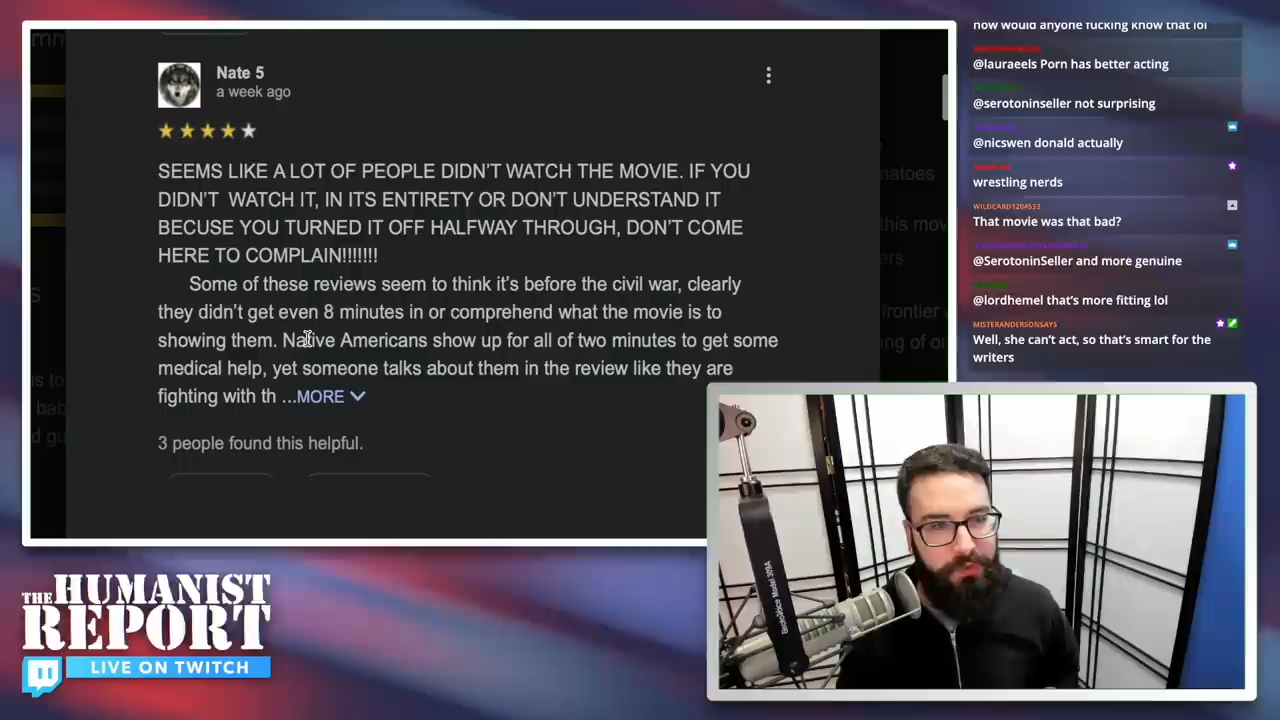 Nate 5
a week ago
SEEMS LIKE A LOT OF PEOPLE DIDN'T WATCH THE MOVIE. IF YOU
DIDN'T WATCH IT, IN ITS ENTIRETY OR DON'T UNDERSTAND IT
BECUSE YOU TURNED IT OFF HALFWAY THROUGH, DON'T COME
HERE TO COMPLAIN!!!!!!!
Some of these reviews seem to think it's before the civil war, clearly
they didn't get even 8 minutes in or comprehend what the movie is to
showing them. Native Americans show up for all of two minutes to get some
medical help, yet someone talks about them in the review like they are
fighting with th ...MORE
3 people found this helpful.
how would anyone fucking know that lol
@lauraeels Porn has better acting
@serotoninseller not surprising
@nicswen donald actually
wrestling nerds
WILDCARD1204533
That movie was that bad?
@SerotoninSeller and more genuine
@lordhemel that's more fitting lol
MISTERANDERSONSAYS
Well, she can't act, so that's smart for the
writers
THE
HUMANIST
REPORT
LIVE ON TWITCH